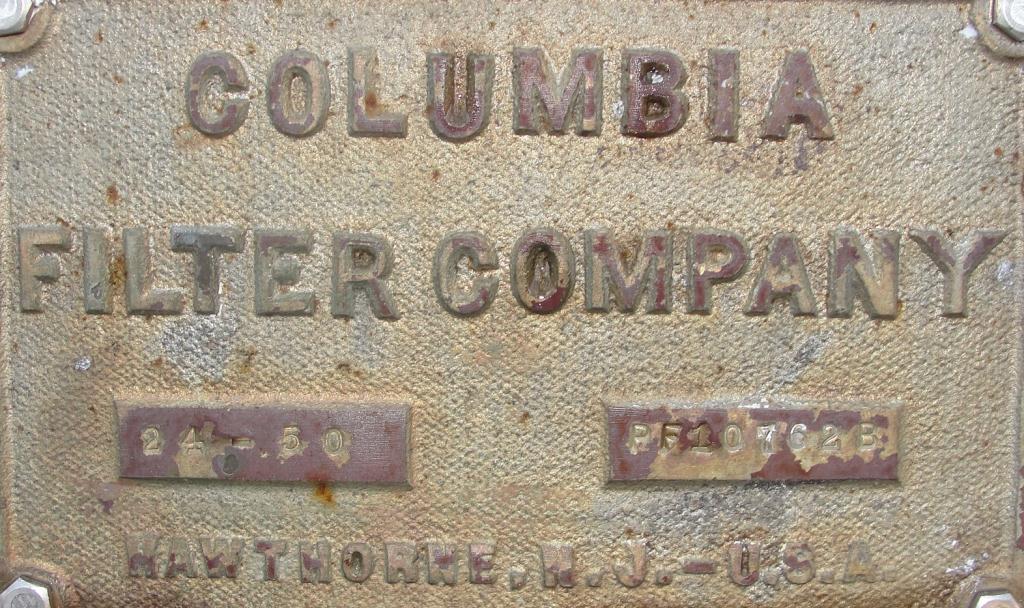 COLUMBIA
FILTER COMPANY
24-50 PF10762B
HAWTHORNE, N.J.-U.S.A.